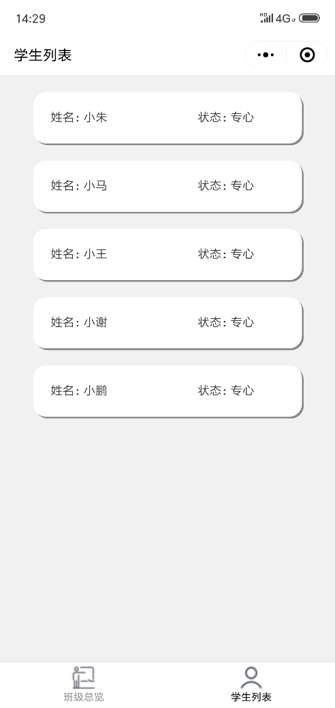 14:29
HD 4G
学生列表
姓名：小朱 状态：专心
姓名：小马 状态：专心
姓名：小王 状态：专心
姓名：小谢 状态：专心
姓名：小鹏 状态：专心
班级总览 学生列表